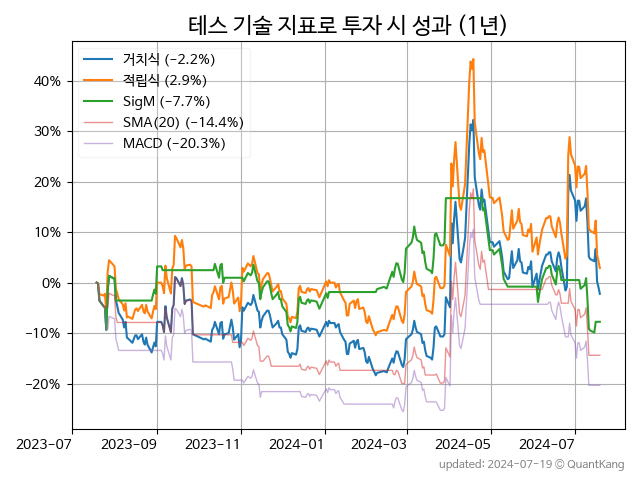 테스 기술 지표로 투자 시 성과 (1년)
거치식 (−2.2%)
적립식 (2.9%)
SigM (−7.7%)
SMA(20) (−14.4%)
MACD (−20.3%)
40%
30%
20%
10%
0%
−10%
−20%
2023-07 2023-09 2023-11 2024-01 2024-03 2024-05 2024-07
updated: 2024-07-19 © QuantKang